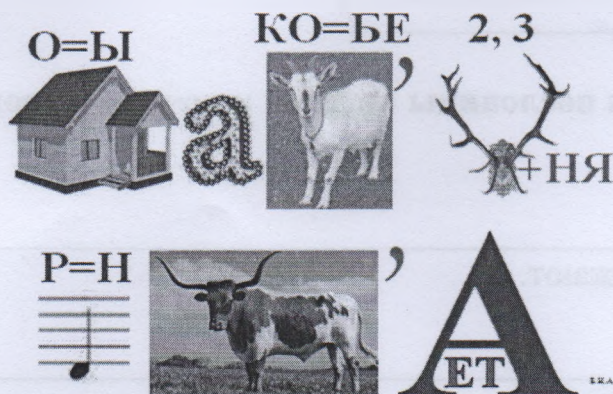 О=Ы КО=БЕ , 2, 3
а +НЯ
Р=Н , А
ЕТ